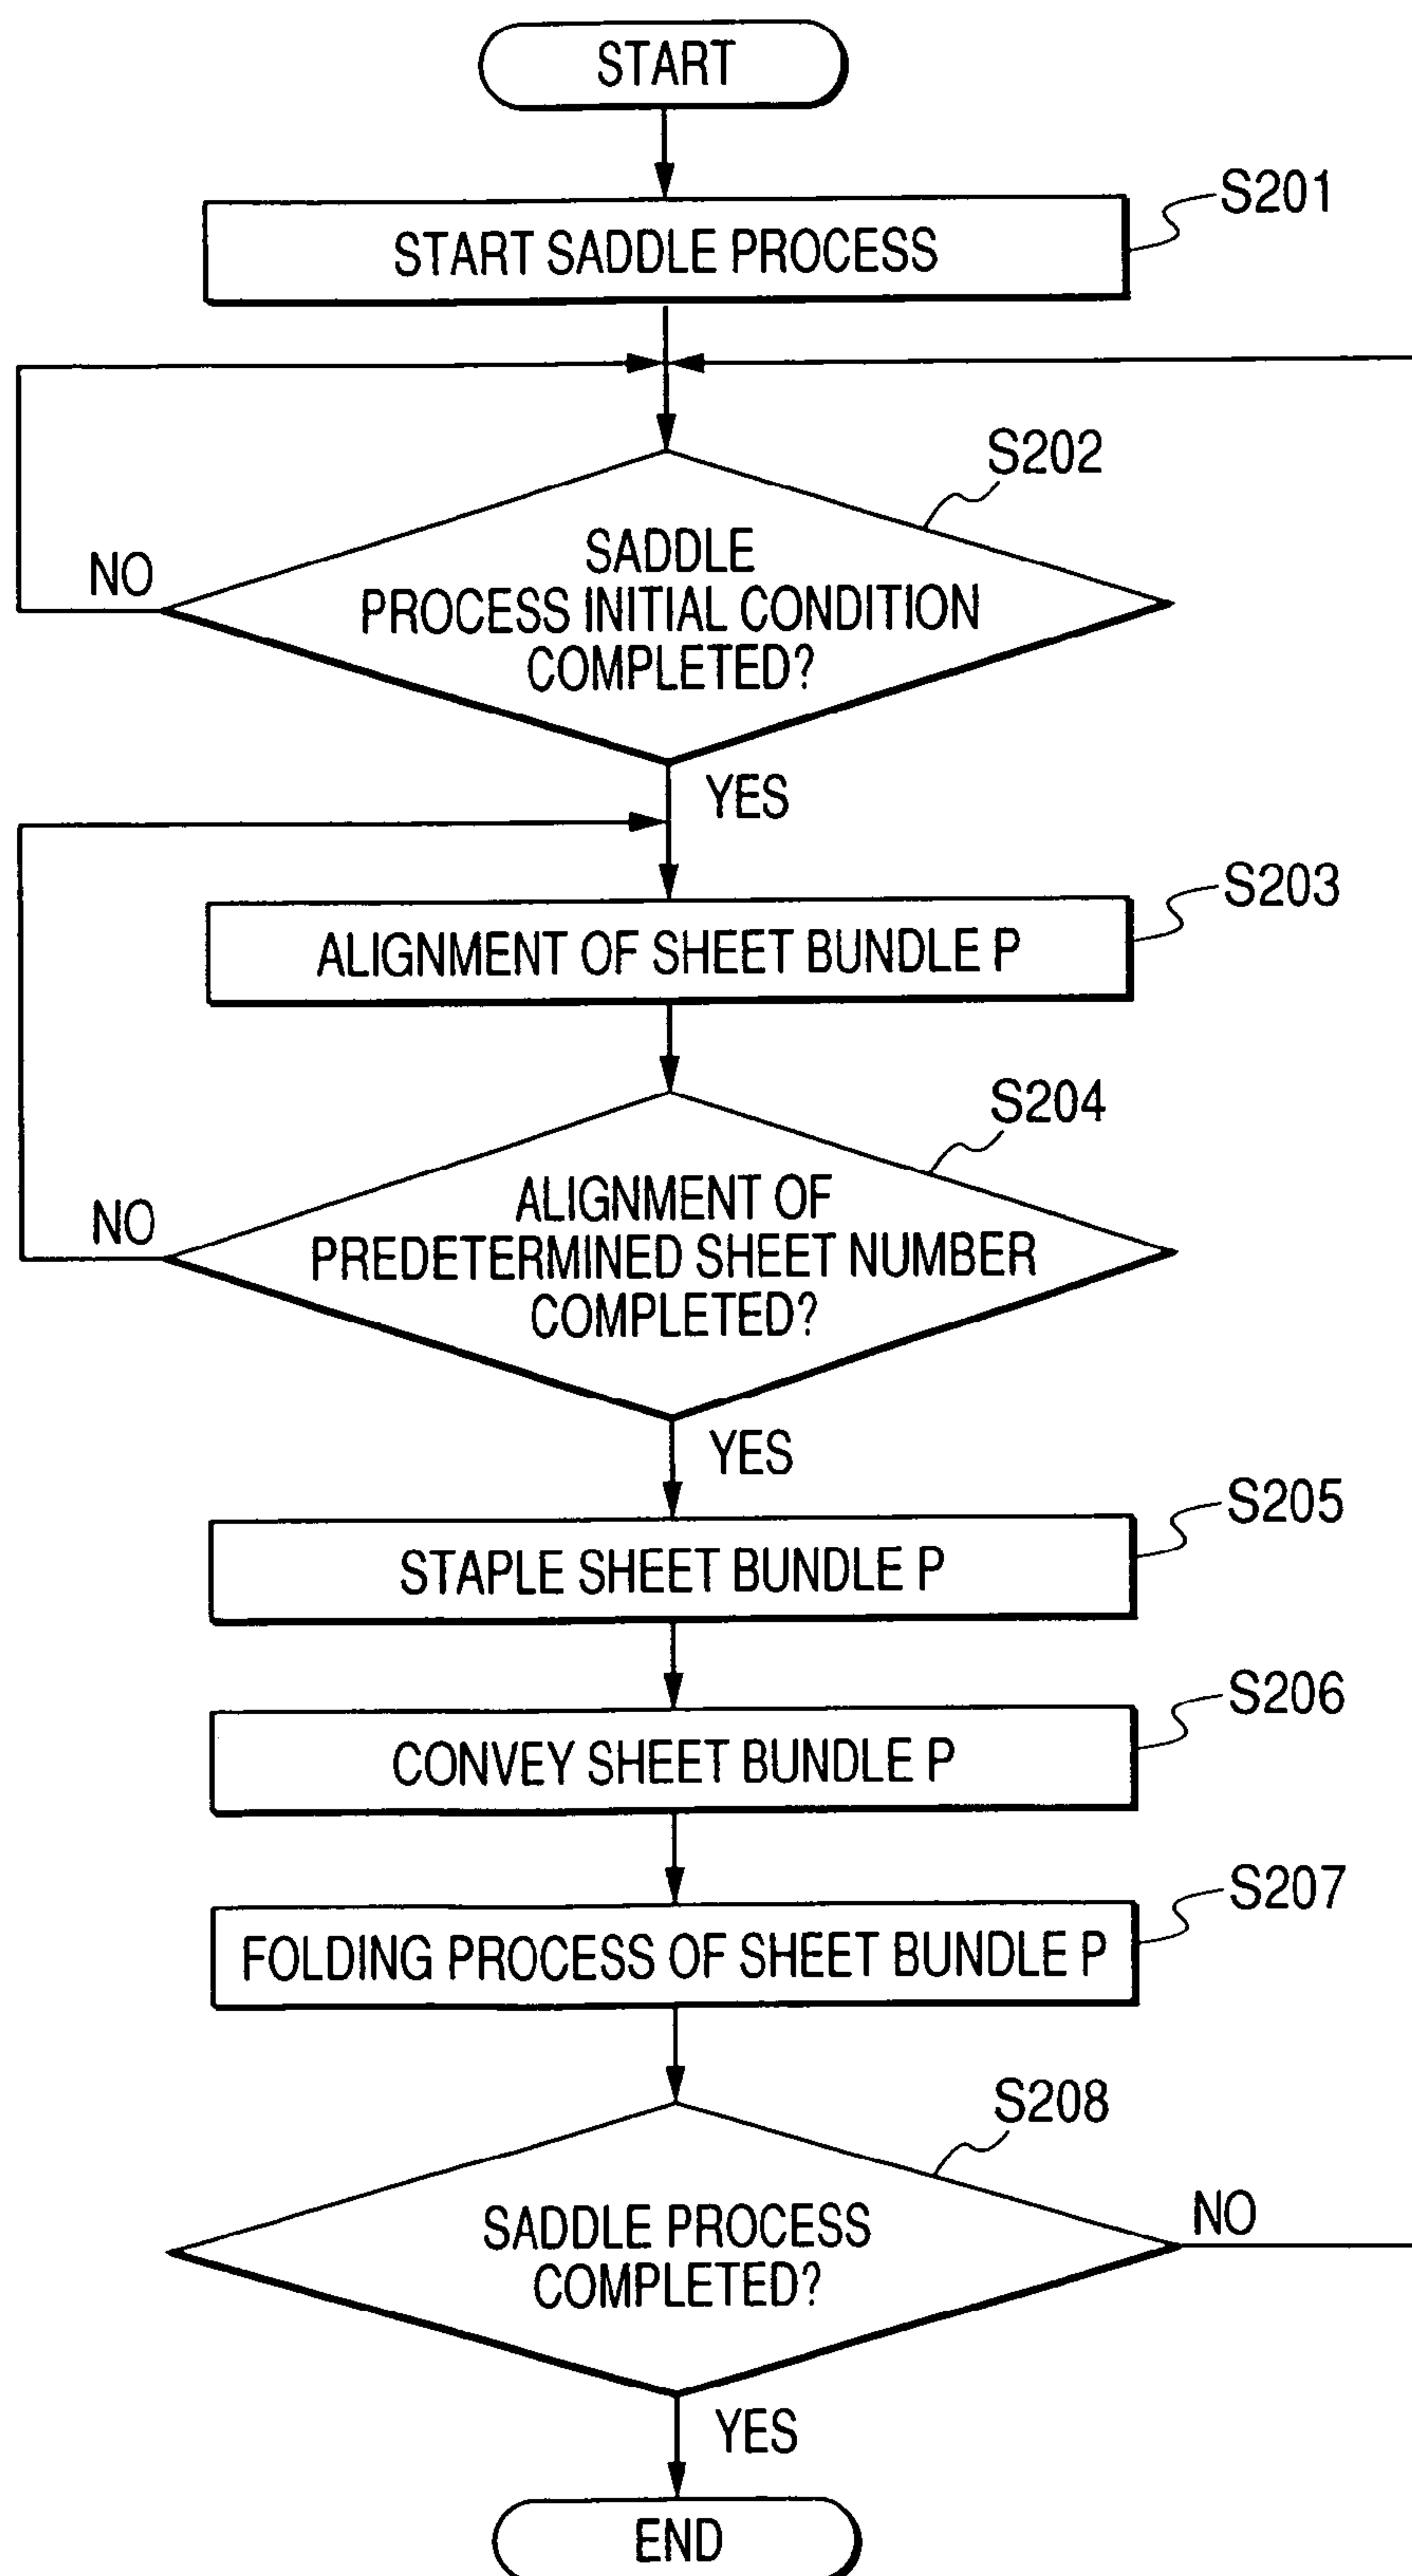 START
S201
START SADDLE PROCESS
S202
SADDLE
PROCESS INITIAL CONDITION
COMPLETED?
NO
YES
S203
ALIGNMENT OF SHEET BUNDLE P
S204
ALIGNMENT OF
PREDETERMINED SHEET NUMBER
COMPLETED?
NO
YES
S205
STAPLE SHEET BUNDLE P
S206
CONVEY SHEET BUNDLE P
S207
FOLDING PROCESS OF SHEET BUNDLE P
S208
SADDLE PROCESS
COMPLETED?
NO
YES
END